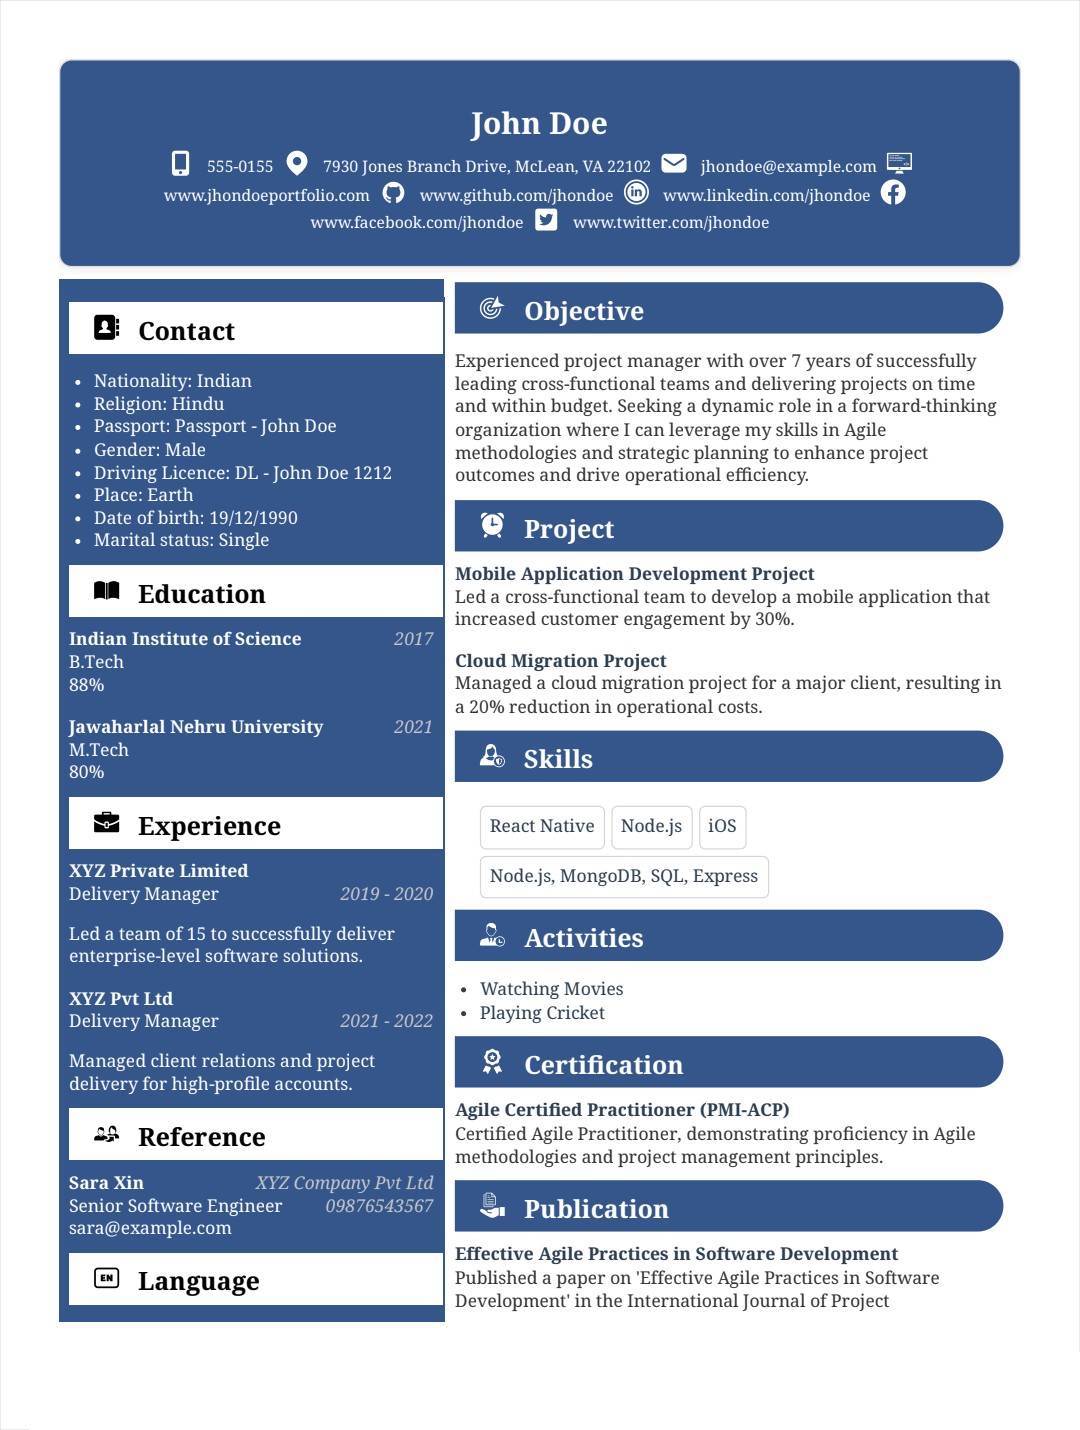 John Doe
555-0155 7930 Jones Branch Drive, McLean, VA 22102 jhondoe@example.com
www.jhondoeportfolio.com www.github.com/jhondoe www.linkedin.com/jhondoe
www.facebook.com/jhondoe www.twitter.com/jhondoe
Contact
• Nationality: Indian
• Religion: Hindu
• Passport: Passport - John Doe
• Gender: Male
• Driving Licence: DL - John Doe 1212
• Place: Earth
• Date of birth: 19/12/1990
• Marital status: Single
Education
Indian Institute of Science 2017
B.Tech
88%
Jawaharlal Nehru University 2021
M.Tech
80%
Experience
XYZ Private Limited
Delivery Manager 2019 - 2020
Led a team of 15 to successfully deliver
enterprise-level software solutions.
XYZ Pvt Ltd
Delivery Manager 2021 - 2022
Managed client relations and project
delivery for high-profile accounts.
Reference
Sara Xin XYZ Company Pvt Ltd
Senior Software Engineer 09876543567
sara@example.com
EN Language
Objective
Experienced project manager with over 7 years of successfully
leading cross-functional teams and delivering projects on time
and within budget. Seeking a dynamic role in a forward-thinking
organization where I can leverage my skills in Agile
methodologies and strategic planning to enhance project
outcomes and drive operational efficiency.
Project
Mobile Application Development Project
Led a cross-functional team to develop a mobile application that
increased customer engagement by 30%.
Cloud Migration Project
Managed a cloud migration project for a major client, resulting in
a 20% reduction in operational costs.
Skills
React Native Node.js iOS
Node.js, MongoDB, SQL, Express
Activities
• Watching Movies
• Playing Cricket
Certification
Agile Certified Practitioner (PMI-ACP)
Certified Agile Practitioner, demonstrating proficiency in Agile
methodologies and project management principles.
Publication
Effective Agile Practices in Software Development
Published a paper on 'Effective Agile Practices in Software
Development' in the International Journal of Project